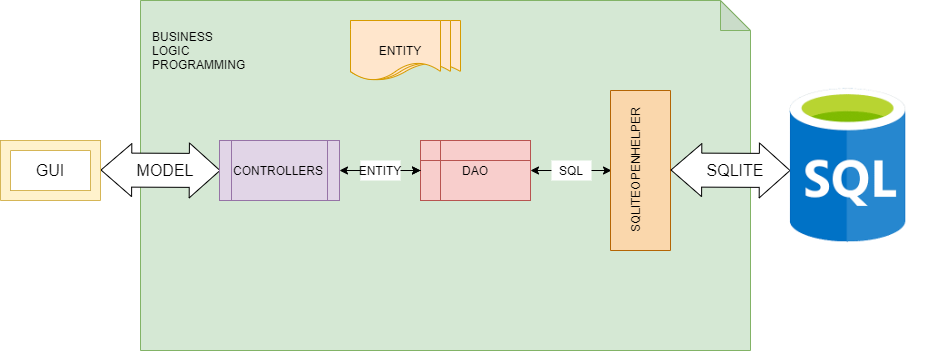 BUSINESS
LOGIC
PROGRAMMING
ENTITY
GUI
MODEL
CONTROLLERS
ENTITY
DAO
SQL
SQLITEOPENHELPER
SQLITE
SQL